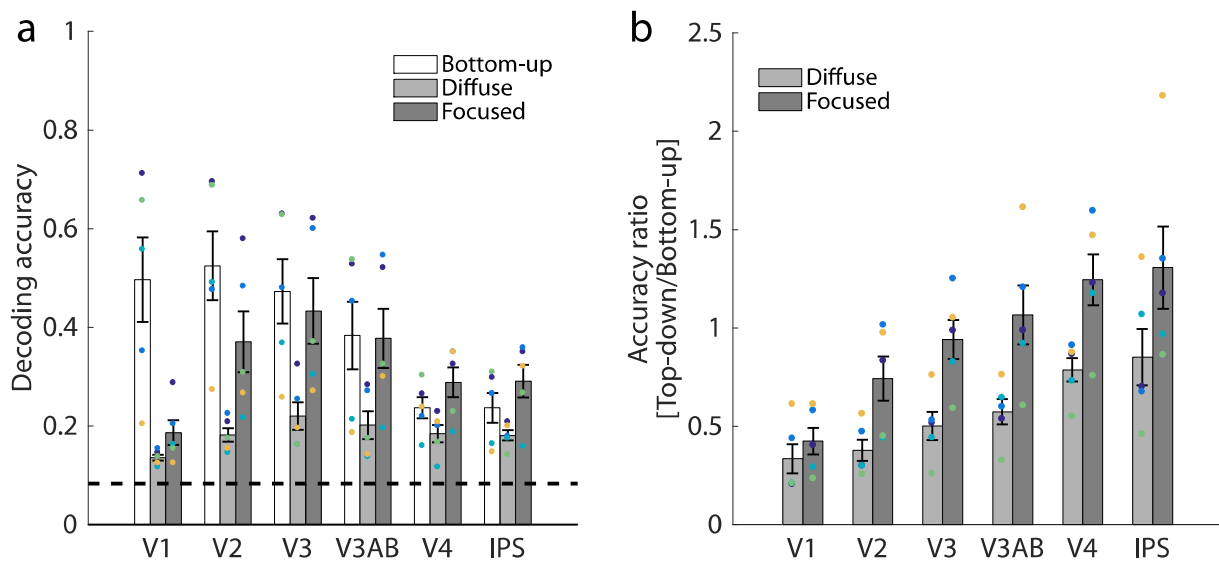 a
Decoding accuracy
1
0.8
0.6
0.4
0.2
0
Bottom-up
Diffuse
Focused
V1 V2 V3 V3AB V4 IPS
b
Accuracy ratio
[Top-down/Bottom-up]
2.5
2
1.5
1
0.5
0
Diffuse
Focused
V1 V2 V3 V3AB V4 IPS